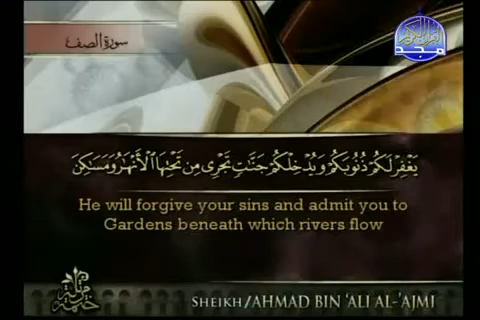 سورة الصف
يَغْفِرْ لَكُمْ ذُنُوبَكُمْ وَيُدْخِلْكُمْ جَنَّاتٍ تَجْرِي مِن تَحْتِهَا الْأَنْهَارُ وَمَسَاكِنَ
He will forgive your sins and admit you to
Gardens beneath which rivers flow
SHEIKH/AHMAD BIN 'ALI AL-'AJMI